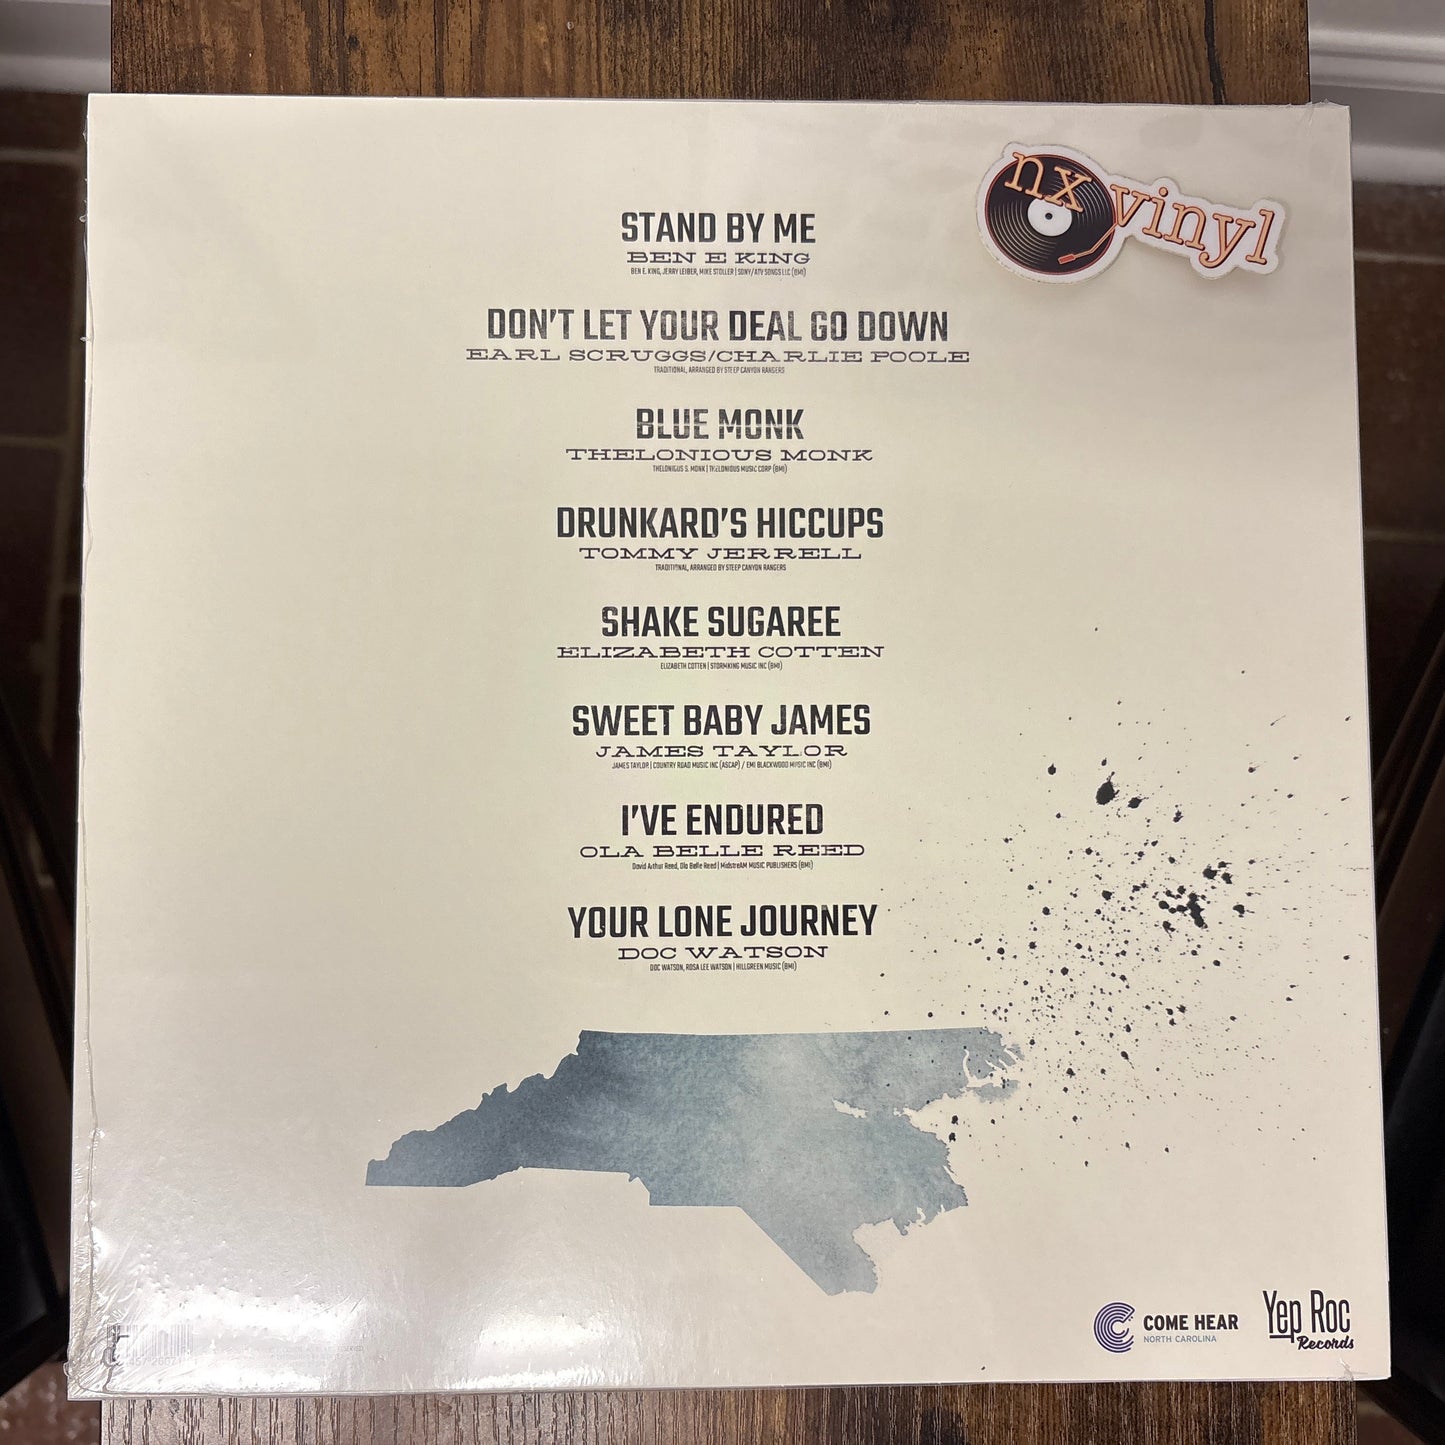 nx vinyl
STAND BY ME
BEN E KING
BEN E. KING, JERRY LEIBER, MIKE STOLLER | SONY/ATV SONGS LLC (BMI)
DON'T LET YOUR DEAL GO DOWN
EARL SCRUGGS/CHARLIE POOLE
TRADITIONAL, ARRANGED BY STEEP CANYON RANGERS
BLUE MONK
THELONIOUS MONK
THELONIOUS S. MONK | THELONIOUS MUSIC CORP (BMI)
DRUNKARD'S HICCUPS
TOMMY JERRELL
TRADITIONAL, ARRANGED BY STEEP CANYON RANGERS
SHAKE SUGAREE
ELIZABETH COTTEN
ELIZABETH COTTEN | STORMKING MUSIC INC (BMI)
SWEET BABY JAMES
JAMES TAYLOR
JAMES TAYLOR | COUNTRY ROAD MUSIC INC (ASCAP) / EMI BLACKWOOD MUSIC INC (BMI)
I'VE ENDURED
OLA BELLE REED
David Arthur Reed, Ola Belle Reed | MidstreAM MUSIC PUBLISHERS (BMI)
YOUR LONE JOURNEY
DOC WATSON
DOC WATSON, ROSA LEE WATSON | HILLGREEN MUSIC (BMI)
COME HEAR
NORTH CAROLINA
Yep Roc
Records